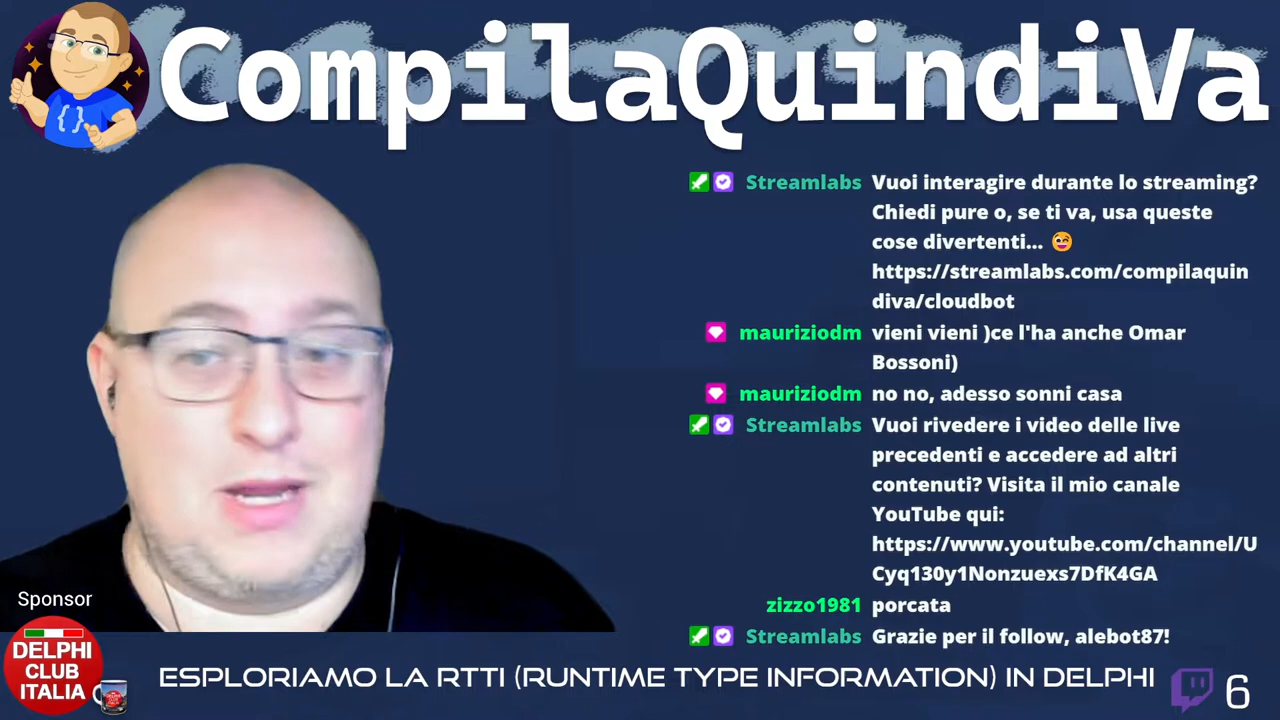 CompilaQuindiVa
{ }
Streamlabs Vuoi interagire durante lo streaming?
Chiedi pure o, se ti va, usa queste
cose divertenti... 😄
https://streamlabs.com/compilaquin
diva/cloudbot
mauriziodm vieni vieni )ce l'ha anche Omar
Bossoni)
mauriziodm no no, adesso sonni casa
Streamlabs Vuoi rivedere i video delle live
precedenti e accedere ad altri
contenuti? Visita il mio canale
YouTube qui:
https://www.youtube.com/channel/U
Cyq130y1Nonzuexs7DfK4GA
zizzo1981 porcata
Streamlabs Grazie per il follow, alebot87!
Sponsor
DELPHI
CLUB
ITALIA
ESPLORIAMO LA RTTI (RUNTIME TYPE INFORMATION) IN DELPHI
6